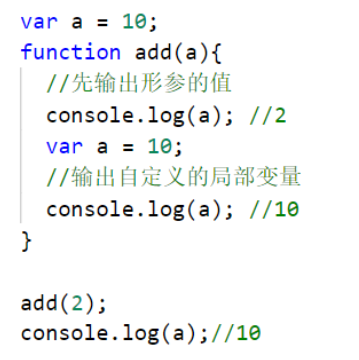 var a = 10;
function add(a){
//先输出形参的值
console.log(a); //2
var a = 10;
//输出自定义的局部变量
console.log(a); //10
}
add(2);
console.log(a);//10